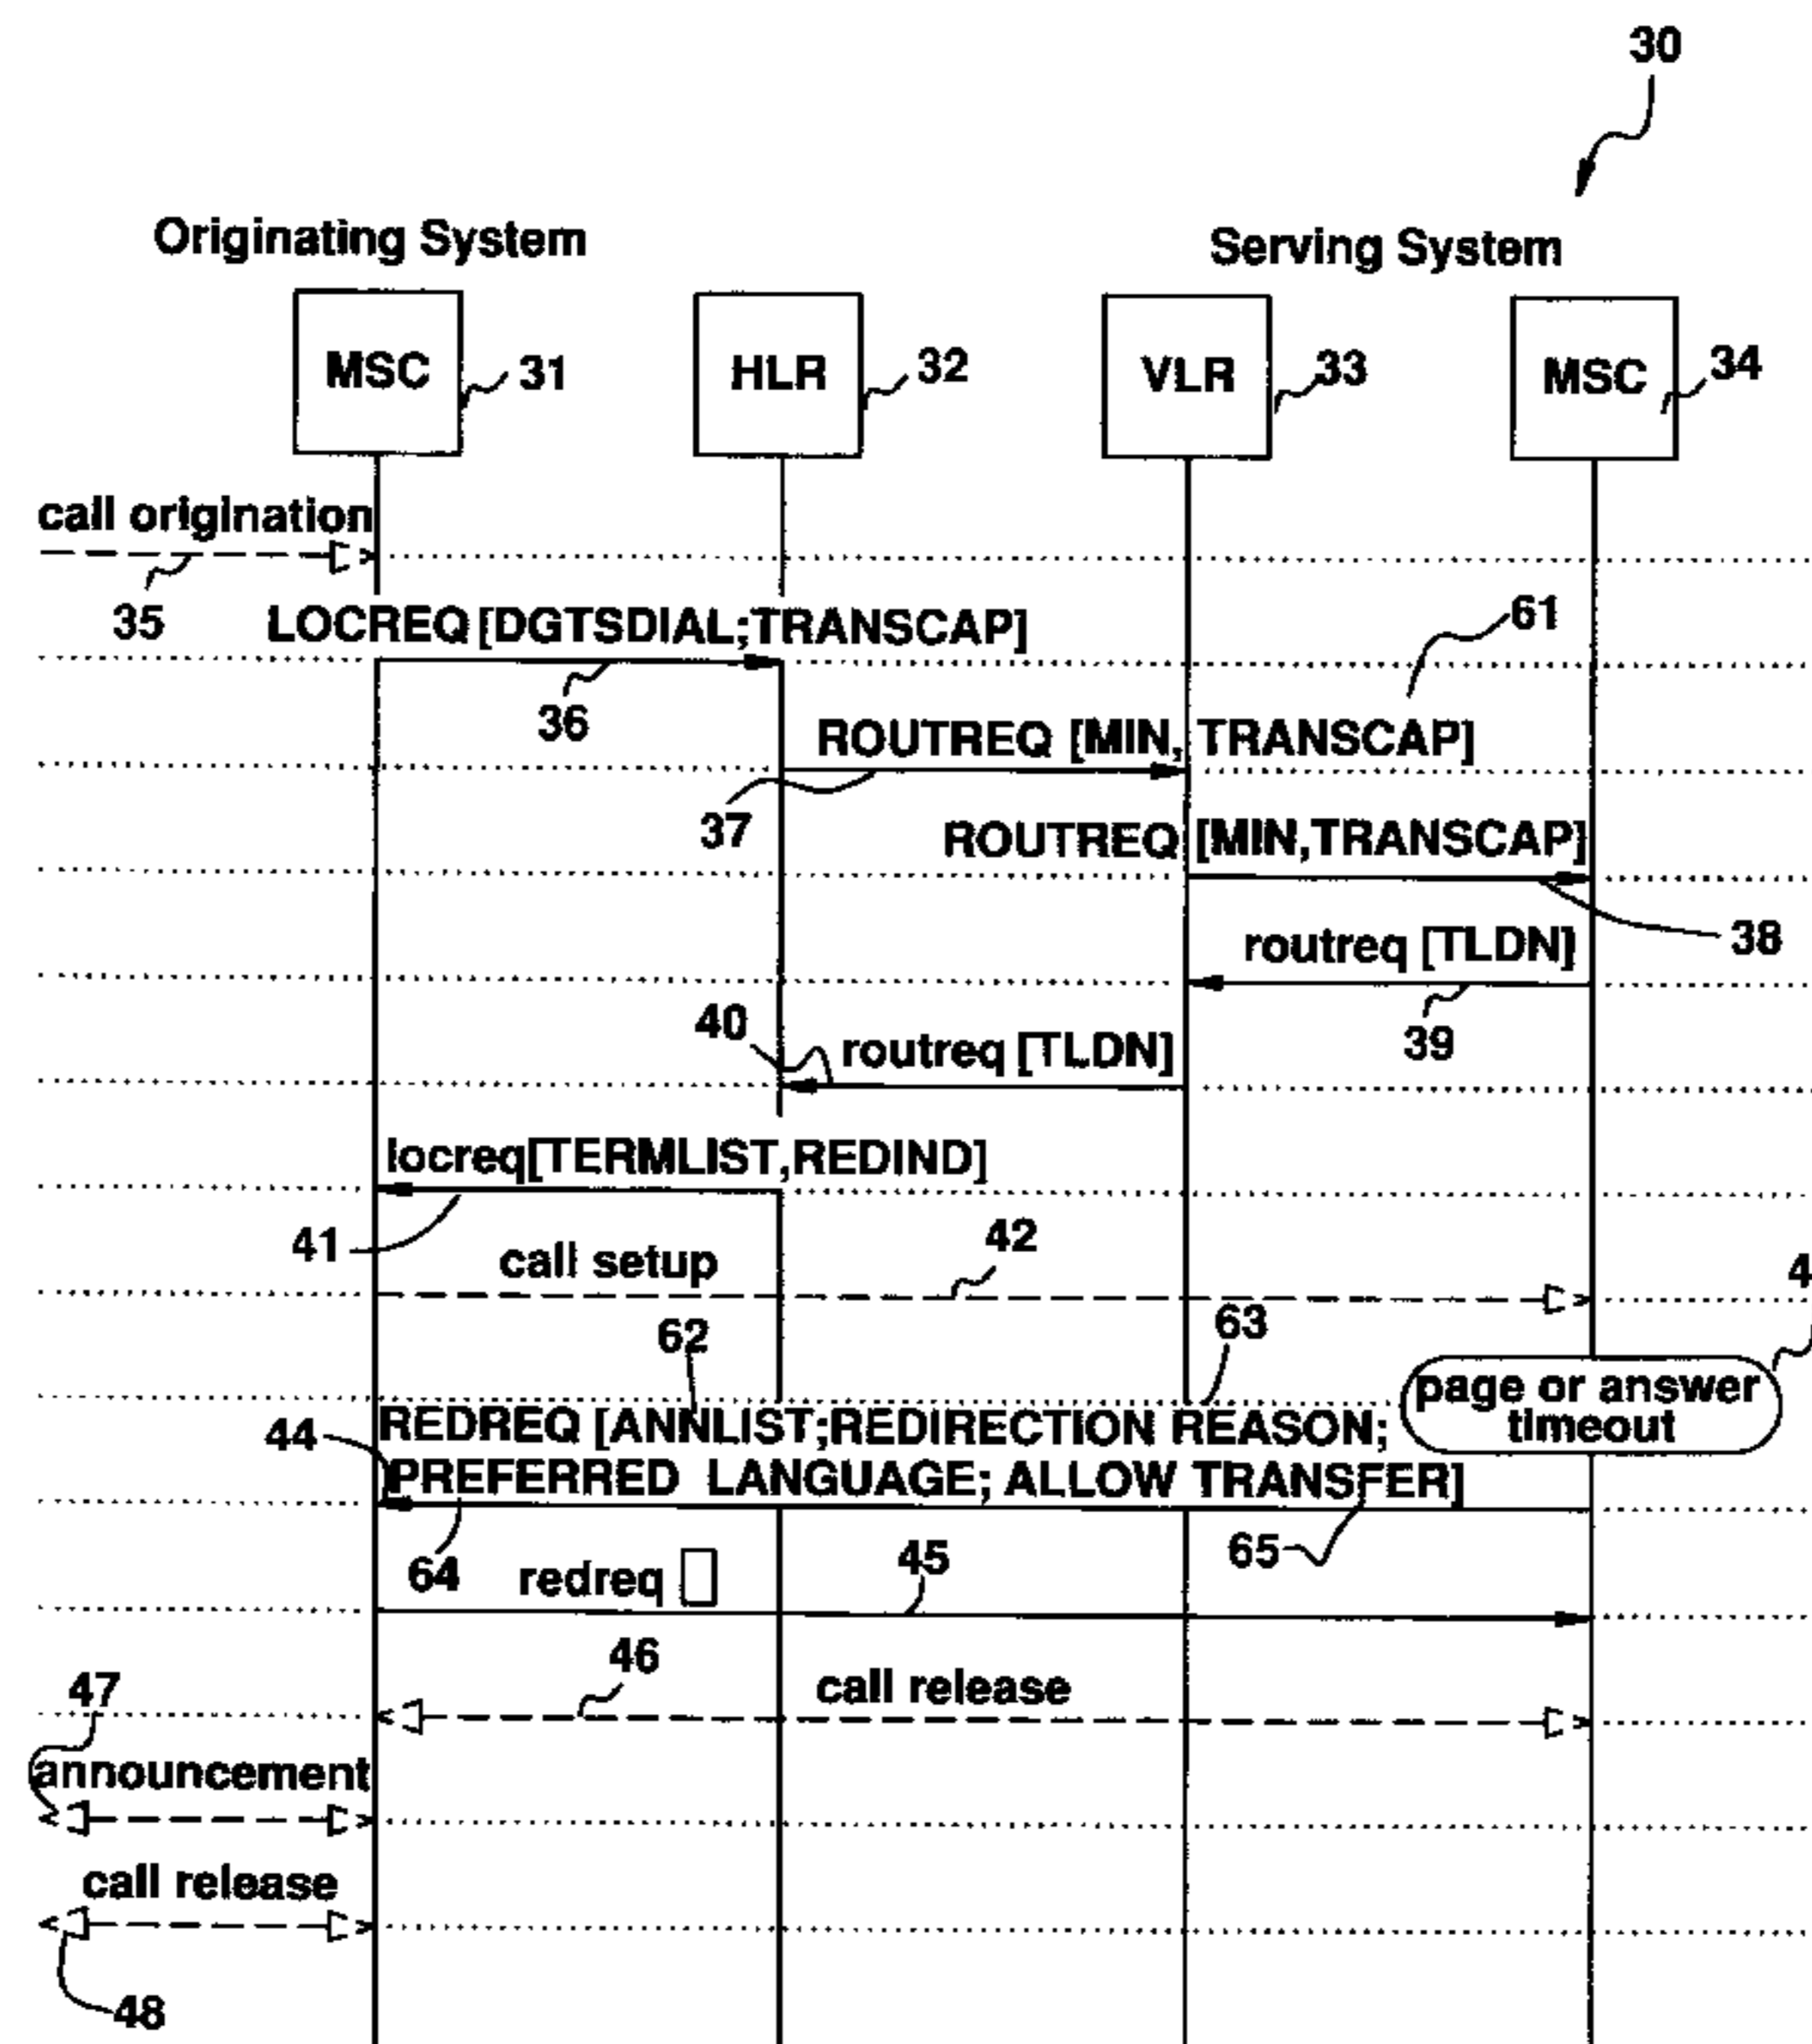 30
Originating System
Serving System
MSC
31
HLR
32
VLR
33
MSC
34
call origination
35
LOCREQ [DGTSDIAL;TRANSCAP]
36
61
ROUTREQ [MIN, TRANSCAP]
37
ROUTREQ [MIN,TRANSCAP]
38
routreq [TLDN]
39
40
routreq [TLDN]
locreq[TERMLIST,REDIND]
41
call setup
42
4
62
63
page or answer
timeout
44
REDREQ [ANNLIST;REDIRECTION REASON;
PREFERRED LANGUAGE; ALLOW TRANSFER]
64
65
redreq []
45
46
call release
47
announcement
call release
48